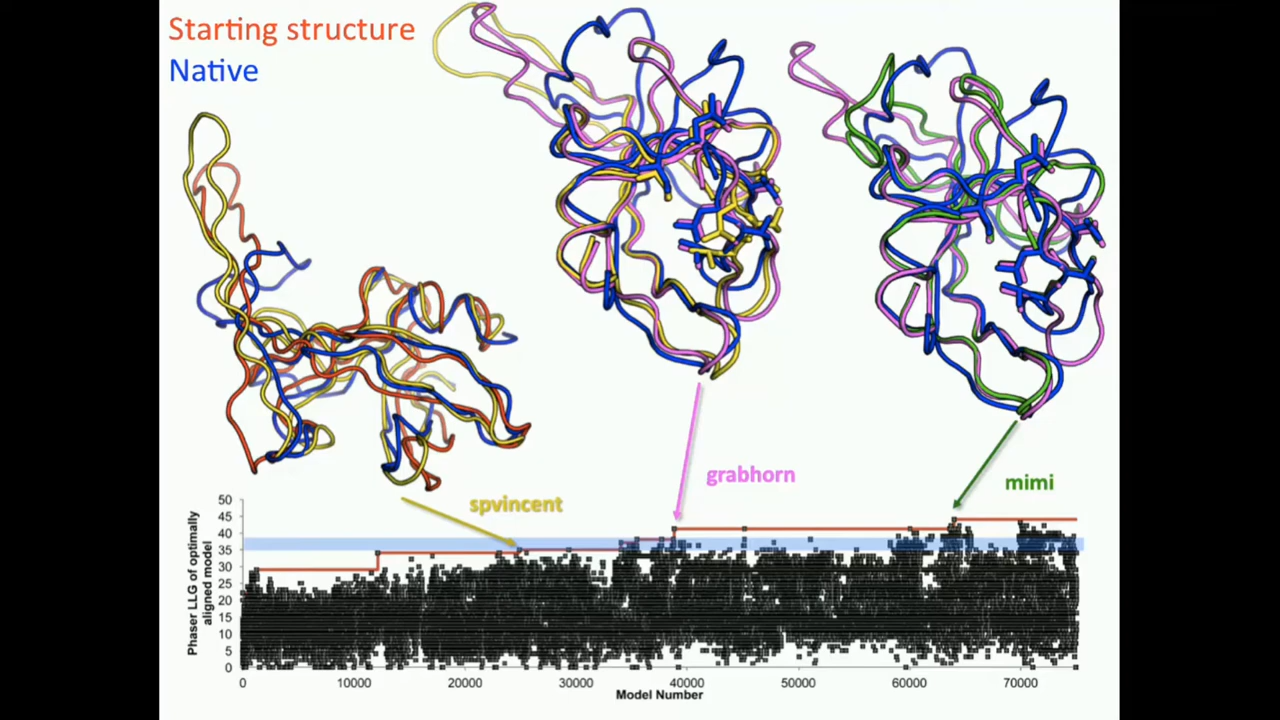 Starting structure
Native
grabhorn
mimi
spvincent
Phaser LLG of optimally
aligned model
50
45
40
35
30
25
20
15
10
5
0
0 10000 20000 30000 40000 50000 60000 70000
Model Number